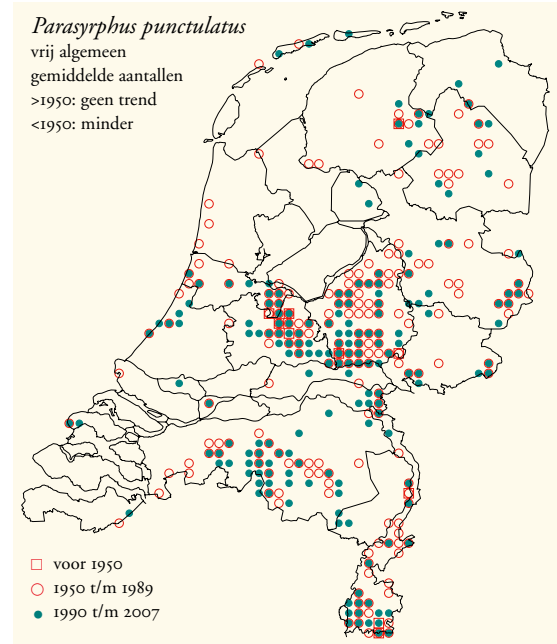 Parasyrphus punctulatus
vrij algemeen
gemiddelde aantallen
>1950: geen trend
<1950: minder
voor 1950
1950 t/m 1989
1990 t/m 2007